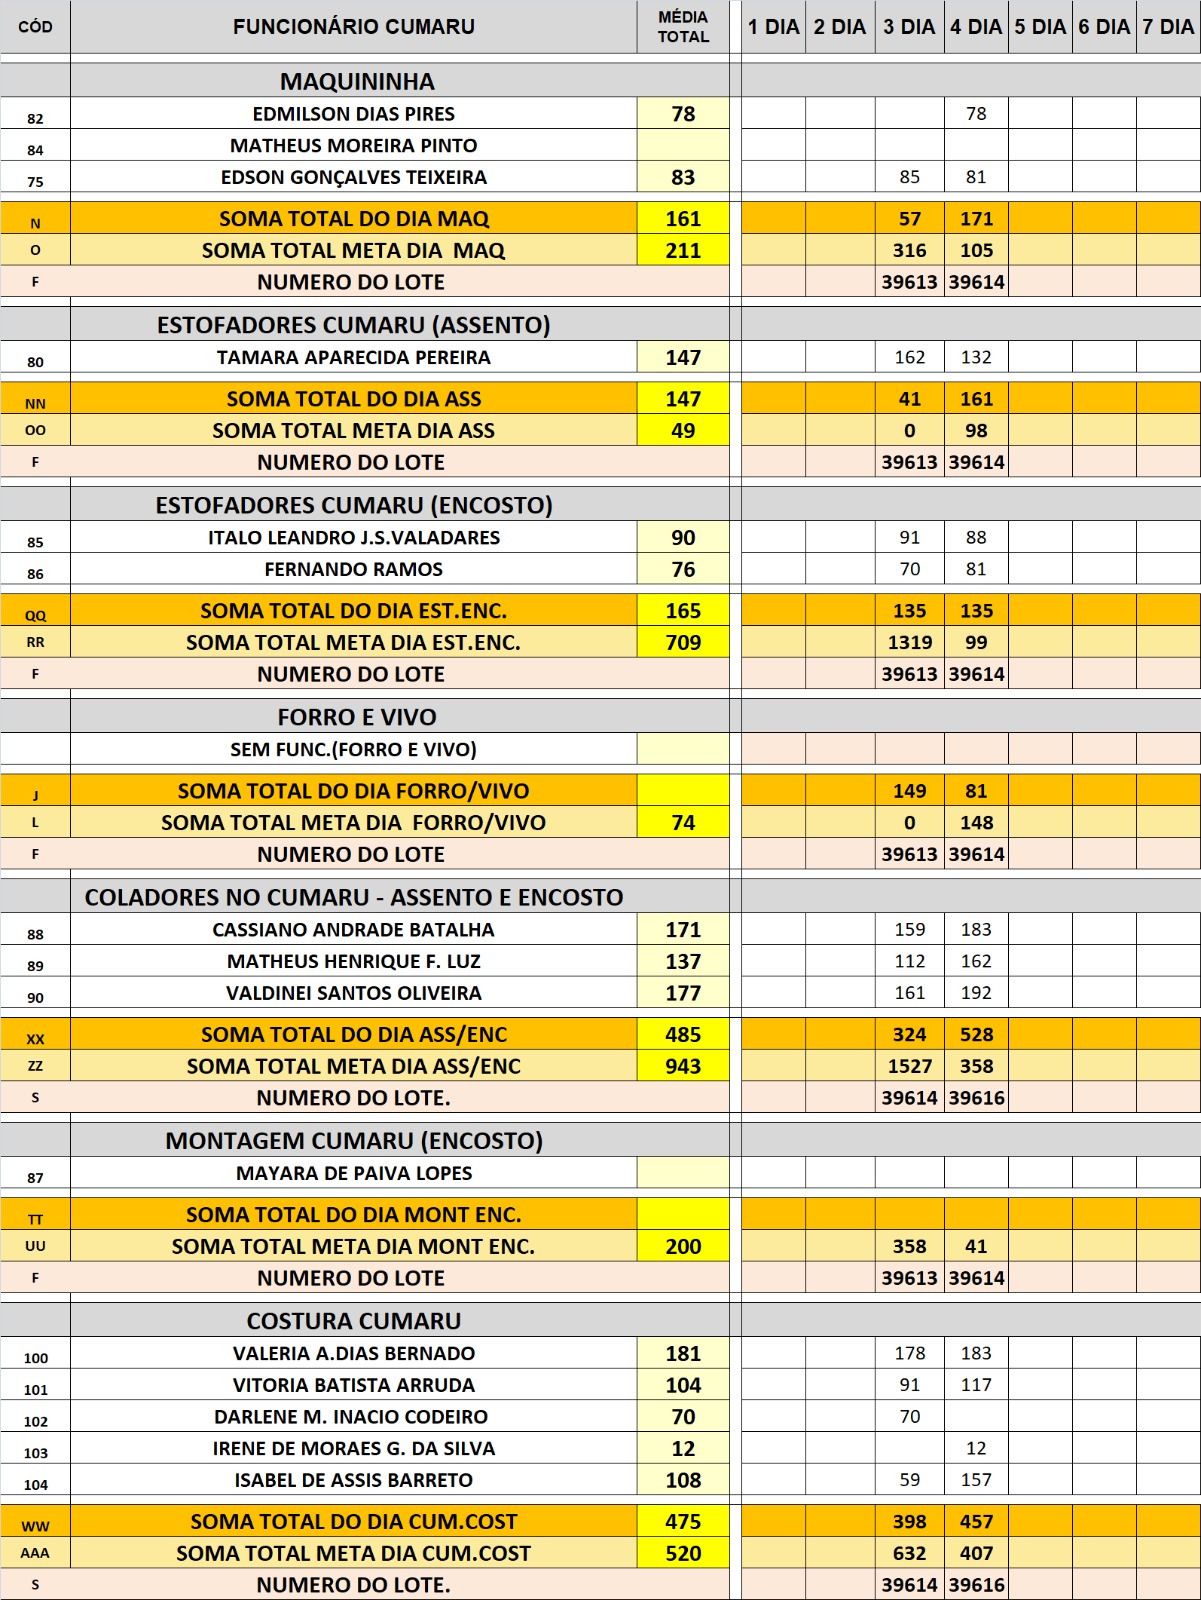 CÓD FUNCIONÁRIO CUMARU MÉDIA TOTAL 1 DIA 2 DIA 3 DIA 4 DIA 5 DIA 6 DIA 7 DIA
MAQUININHA
82 EDMILSON DIAS PIRES 78 78
84 MATHEUS MOREIRA PINTO
75 EDSON GONÇALVES TEIXEIRA 83 85 81
N SOMA TOTAL DO DIA MAQ 161 57 171
O SOMA TOTAL META DIA MAQ 211 316 105
F NUMERO DO LOTE 39613 39614
ESTOFADORES CUMARU (ASSENTO)
80 TAMARA APARECIDA PEREIRA 147 162 132
NN SOMA TOTAL DO DIA ASS 147 41 161
OO SOMA TOTAL META DIA ASS 49 0 98
F NUMERO DO LOTE 39613 39614
ESTOFADORES CUMARU (ENCOSTO)
85 ITALO LEANDRO J.S.VALADARES 90 91 88
86 FERNANDO RAMOS 76 70 81
QQ SOMA TOTAL DO DIA EST.ENC. 165 135 135
RR SOMA TOTAL META DIA EST.ENC. 709 1319 99
F NUMERO DO LOTE 39613 39614
FORRO E VIVO
SEM FUNC.(FORRO E VIVO)
J SOMA TOTAL DO DIA FORRO/VIVO 149 81
L SOMA TOTAL META DIA FORRO/VIVO 74 0 148
F NUMERO DO LOTE 39613 39614
COLADORES NO CUMARU - ASSENTO E ENCOSTO
88 CASSIANO ANDRADE BATALHA 171 159 183
89 MATHEUS HENRIQUE F. LUZ 137 112 162
90 VALDINEI SANTOS OLIVEIRA 177 161 192
XX SOMA TOTAL DO DIA ASS/ENC 485 324 528
ZZ SOMA TOTAL META DIA ASS/ENC 943 1527 358
S NUMERO DO LOTE. 39614 39616
MONTAGEM CUMARU (ENCOSTO)
87 MAYARA DE PAIVA LOPES
TT SOMA TOTAL DO DIA MONT ENC.
UU SOMA TOTAL META DIA MONT ENC. 200 358 41
F NUMERO DO LOTE 39613 39614
COSTURA CUMARU
100 VALERIA A.DIAS BERNADO 181 178 183
101 VITORIA BATISTA ARRUDA 104 91 117
102 DARLENE M. INACIO CODEIRO 70 70
103 IRENE DE MORAES G. DA SILVA 12 12
104 ISABEL DE ASSIS BARRETO 108 59 157
WW SOMA TOTAL DO DIA CUM.COST 475 398 457
AAA SOMA TOTAL META DIA CUM.COST 520 632 407
S NUMERO DO LOTE. 39614 39616